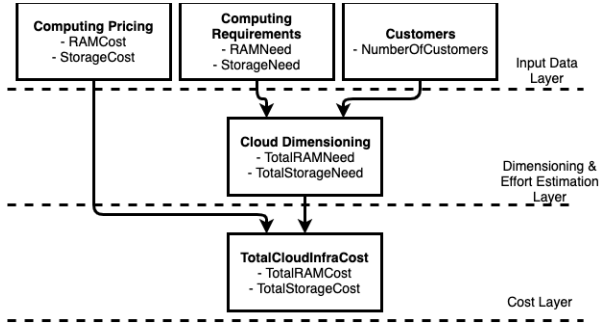 Computing Pricing
- RAMCost
- StorageCost
Computing
Requirements
- RAMNeed
- StorageNeed
Customers
- NumberOfCustomers
Input Data
Layer
Cloud Dimensioning
- TotalRAMNeed
- TotalStorageNeed
Dimensioning &
Effort Estimation
Layer
TotalCloudInfraCost
- TotalRAMCost
- TotalStorageCost
Cost Layer